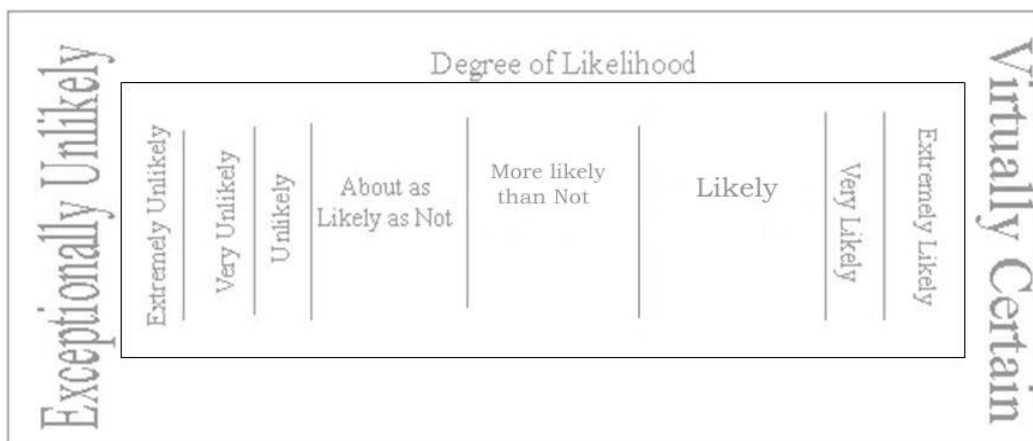 Degree of Likelihood
Exceptionally Unlikely
Extremely Unlikely
Very Unlikely
Unlikely
About as
Likely as Not
More likely
than Not
Likely
Very Likely
Extremely Likely
Virtually Certain